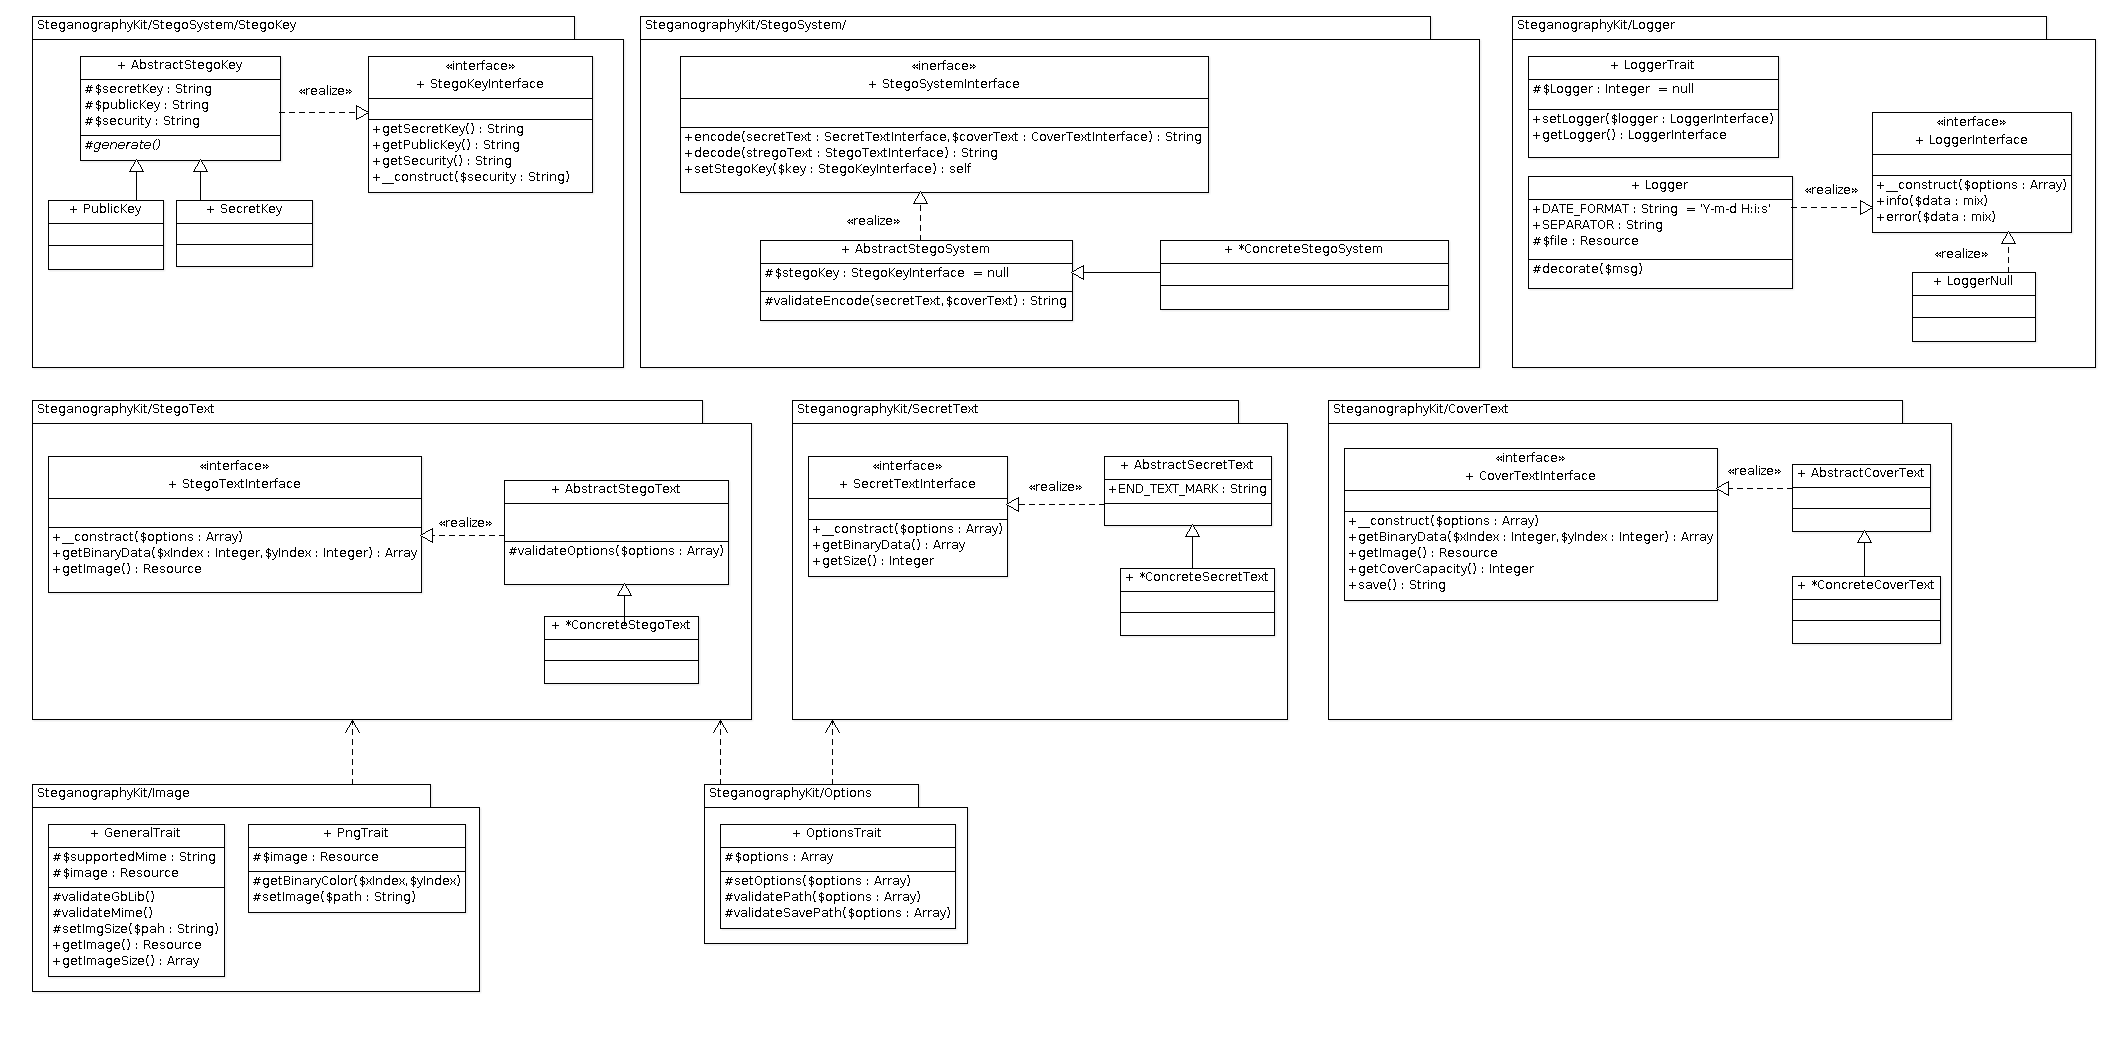 SteganographyKit/StegoSystem/StegoKey
+ AbstractStegoKey
#$secretKey : String
#$publicKey : String
#$security : String
#generate()
«realize»
«interface»
+ StegoKeyInterface
+getSecretKey() : String
+getPublicKey() : String
+getSecurity() : String
+__construct($security : String)
+ PublicKey
+ SecretKey
SteganographyKit/StegoSystem/
«inerface»
+ StegoSystemInterface
+encode(secretText : SecretTextInterface,$coverText : CoverTextInterface) : String
+decode(stregoText : StegoTextInterface) : String
+setStegoKey($key : StegoKeyInterface) : self
«realize»
+ AbstractStegoSystem
#$stegoKey : StegoKeyInterface = null
#validateEncode(secretText,$coverText) : String
+ *ConcreteStegoSystem
SteganographyKit/Logger
+ LoggerTrait
#$Logger : Integer = null
+setLogger($logger : LoggerInterface)
+getLogger() : LoggerInterface
+ Logger
+DATE_FORMAT : String = 'Y-m-d H:i:s'
+SEPARATOR : String
#$file : Resource
#decorate($msg)
«realize»
«interface»
+ LoggerInterface
+__construct($options : Array)
+info($data : mix)
+error($data : mix)
«realize»
+ LoggerNull
SteganographyKit/StegoText
«interface»
+ StegoTextInterface
+__construct($options : Array)
+getBinaryData($xIndex : Integer,$yIndex : Integer) : Array
+getImage() : Resource
«realize»
+ AbstractStegoText
#validateOptions($options : Array)
+ *ConcreteStegoText
SteganographyKit/SecretText
«interface»
+ SecretTextInterface
+__construct($options : Array)
+getBinaryData() : Array
+getSize() : Integer
«realize»
+ AbstractSecretText
+END_TEXT_MARK : String
+ *ConcreteSecretText
SteganographyKit/CoverText
«interface»
+ CoverTextInterface
+__construct($options : Array)
+getBinaryData($xIndex : Integer,$yIndex : Integer) : Array
+getImage() : Resource
+getCoverCapacity() : Integer
+save() : String
«realize»
+ AbstractCoverText
+ *ConcreteCoverText
SteganographyKit/Image
+ GeneralTrait
#$supportedMime : String
#$image : Resource
#validateGbLib()
#validateMime()
#setImgSize($pah : String)
+getImage() : Resource
+getImageSize() : Array
+ PngTrait
#$image : Resource
#getBinaryColor($xIndex,$yIndex)
#setImage($path : String)
SteganographyKit/Options
+ OptionsTrait
#$options : Array
#setOptions($options : Array)
#validatePath($options : Array)
#validateSavePath($options : Array)